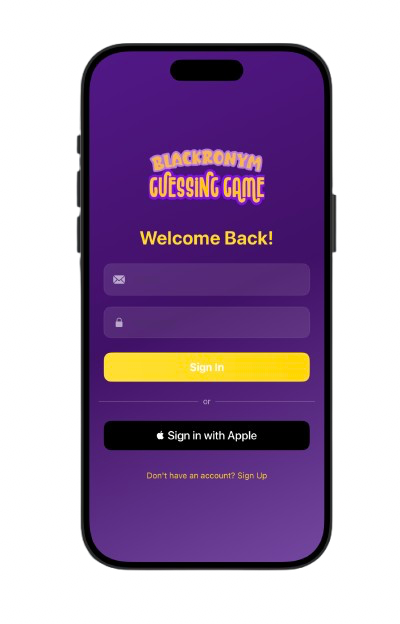 BLACKRONYM
GUESSING GAME
Welcome Back!
Sign in
or
Sign in with Apple
Don't have an account? Sign Up